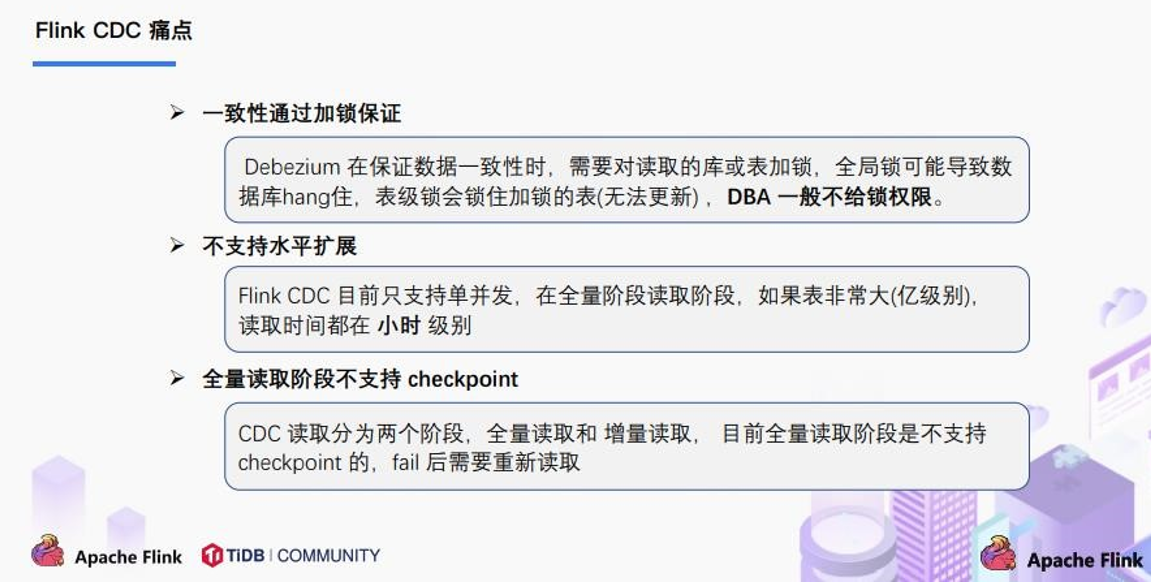 Flink CDC 痛点
➤ 一致性通过加锁保证
Debezium 在保证数据一致性时，需要对读取的库或表加锁，全局锁可能导致数
据库hang住，表级锁会锁住加锁的表(无法更新) ，DBA 一般不给锁权限。
➤ 不支持水平扩展
Flink CDC 目前只支持单并发，在全量阶段读取阶段，如果表非常大(亿级别)，
读取时间都在 小时 级别
➤ 全量读取阶段不支持 checkpoint
CDC 读取分为两个阶段，全量读取和 增量读取， 目前全量读取阶段是不支持
checkpoint 的，fail 后需要重新读取
Apache Flink
TiDB | COMMUNITY
Apache Flink